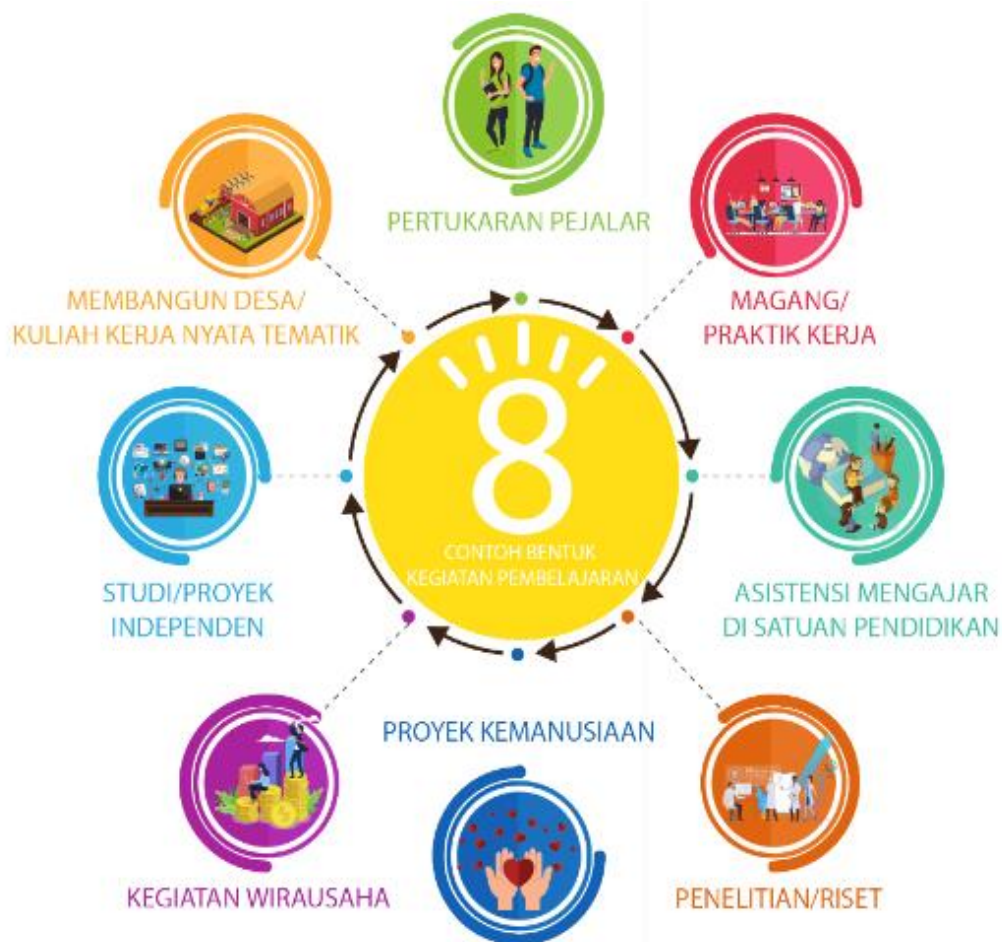 PERTUKARAN PEJALAR
MAGANG/
PRAKTIK KERJA
ASISTENSI MENGAJAR
DI SATUAN PENDIDIKAN
PENELITIAN/RISET
PROYEK KEMANUSIAAN
KEGIATAN WIRAUSAHA
STUDI/PROYEK
INDEPENDEN
MEMBANGUN DESA/
KULIAH KERJA NYATA TEMATIK
8
CONTOH BENTUK
KEGIATAN PEMBELAJARAN